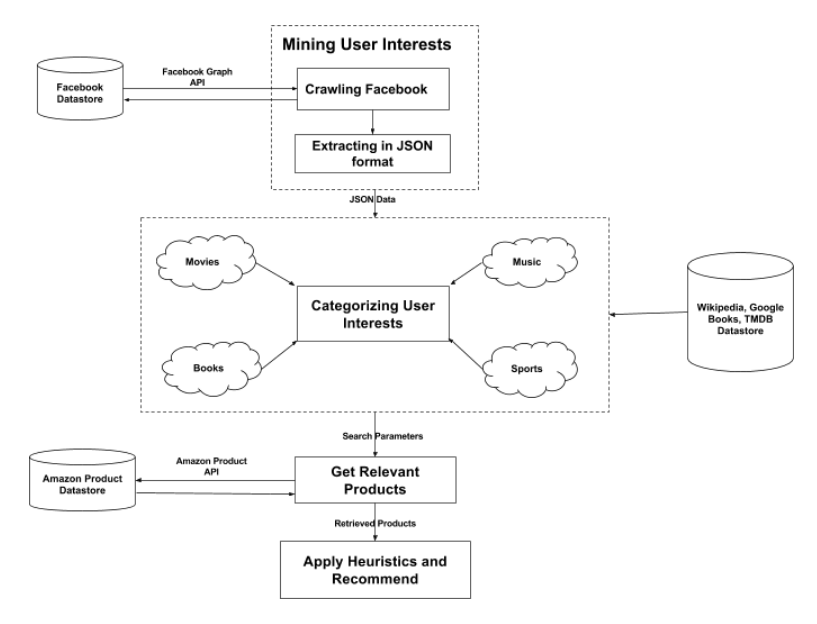 Mining User Interests
Facebook Graph
API
Facebook
Datastore
Crawling Facebook
Extracting in JSON
format
JSON Data
Movies
Music
Categorizing User
Interests
Wikipedia, Google
Books, TMDB
Datastore
Books
Sports
Search Parameters
Amazon Product
API
Amazon Product
Datastore
Get Relevant
Products
Retrieved Products
Apply Heuristics and
Recommend